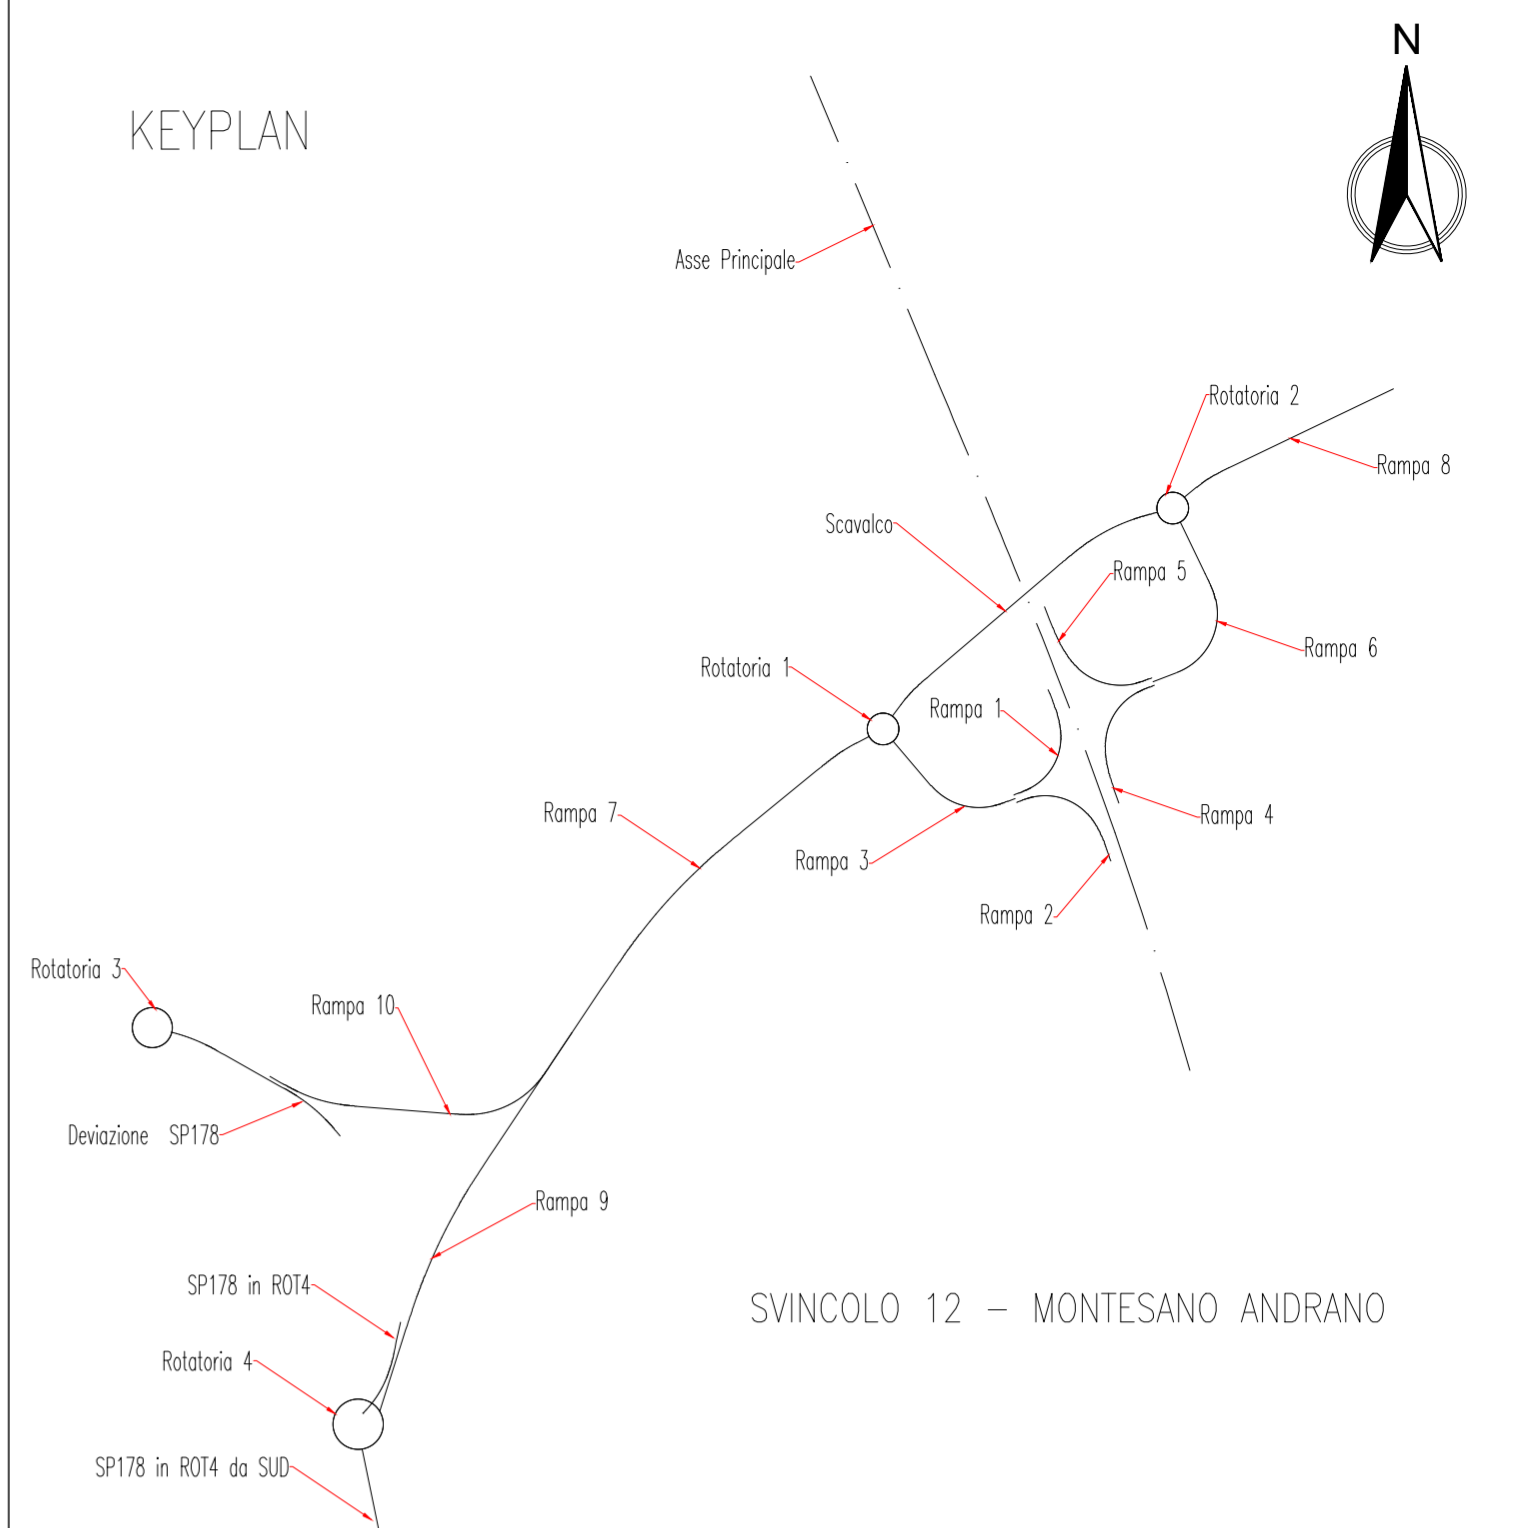 N
KEYPLAN
Asse Principale
Rotatoria 2
Rampa 8
Scavalco
Rampa 5
Rampa 6
Rotatoria 1
Rampa 1
Rampa 7
Rampa 4
Rampa 3
Rampa 2
Rotatoria 3
Rampa 10
Deviazione SP178
Rampa 9
SP178 in ROT4
SVINCOLO 12 – MONTESANO ANDRANO
Rotatoria 4
SP178 in ROT4 da SUD